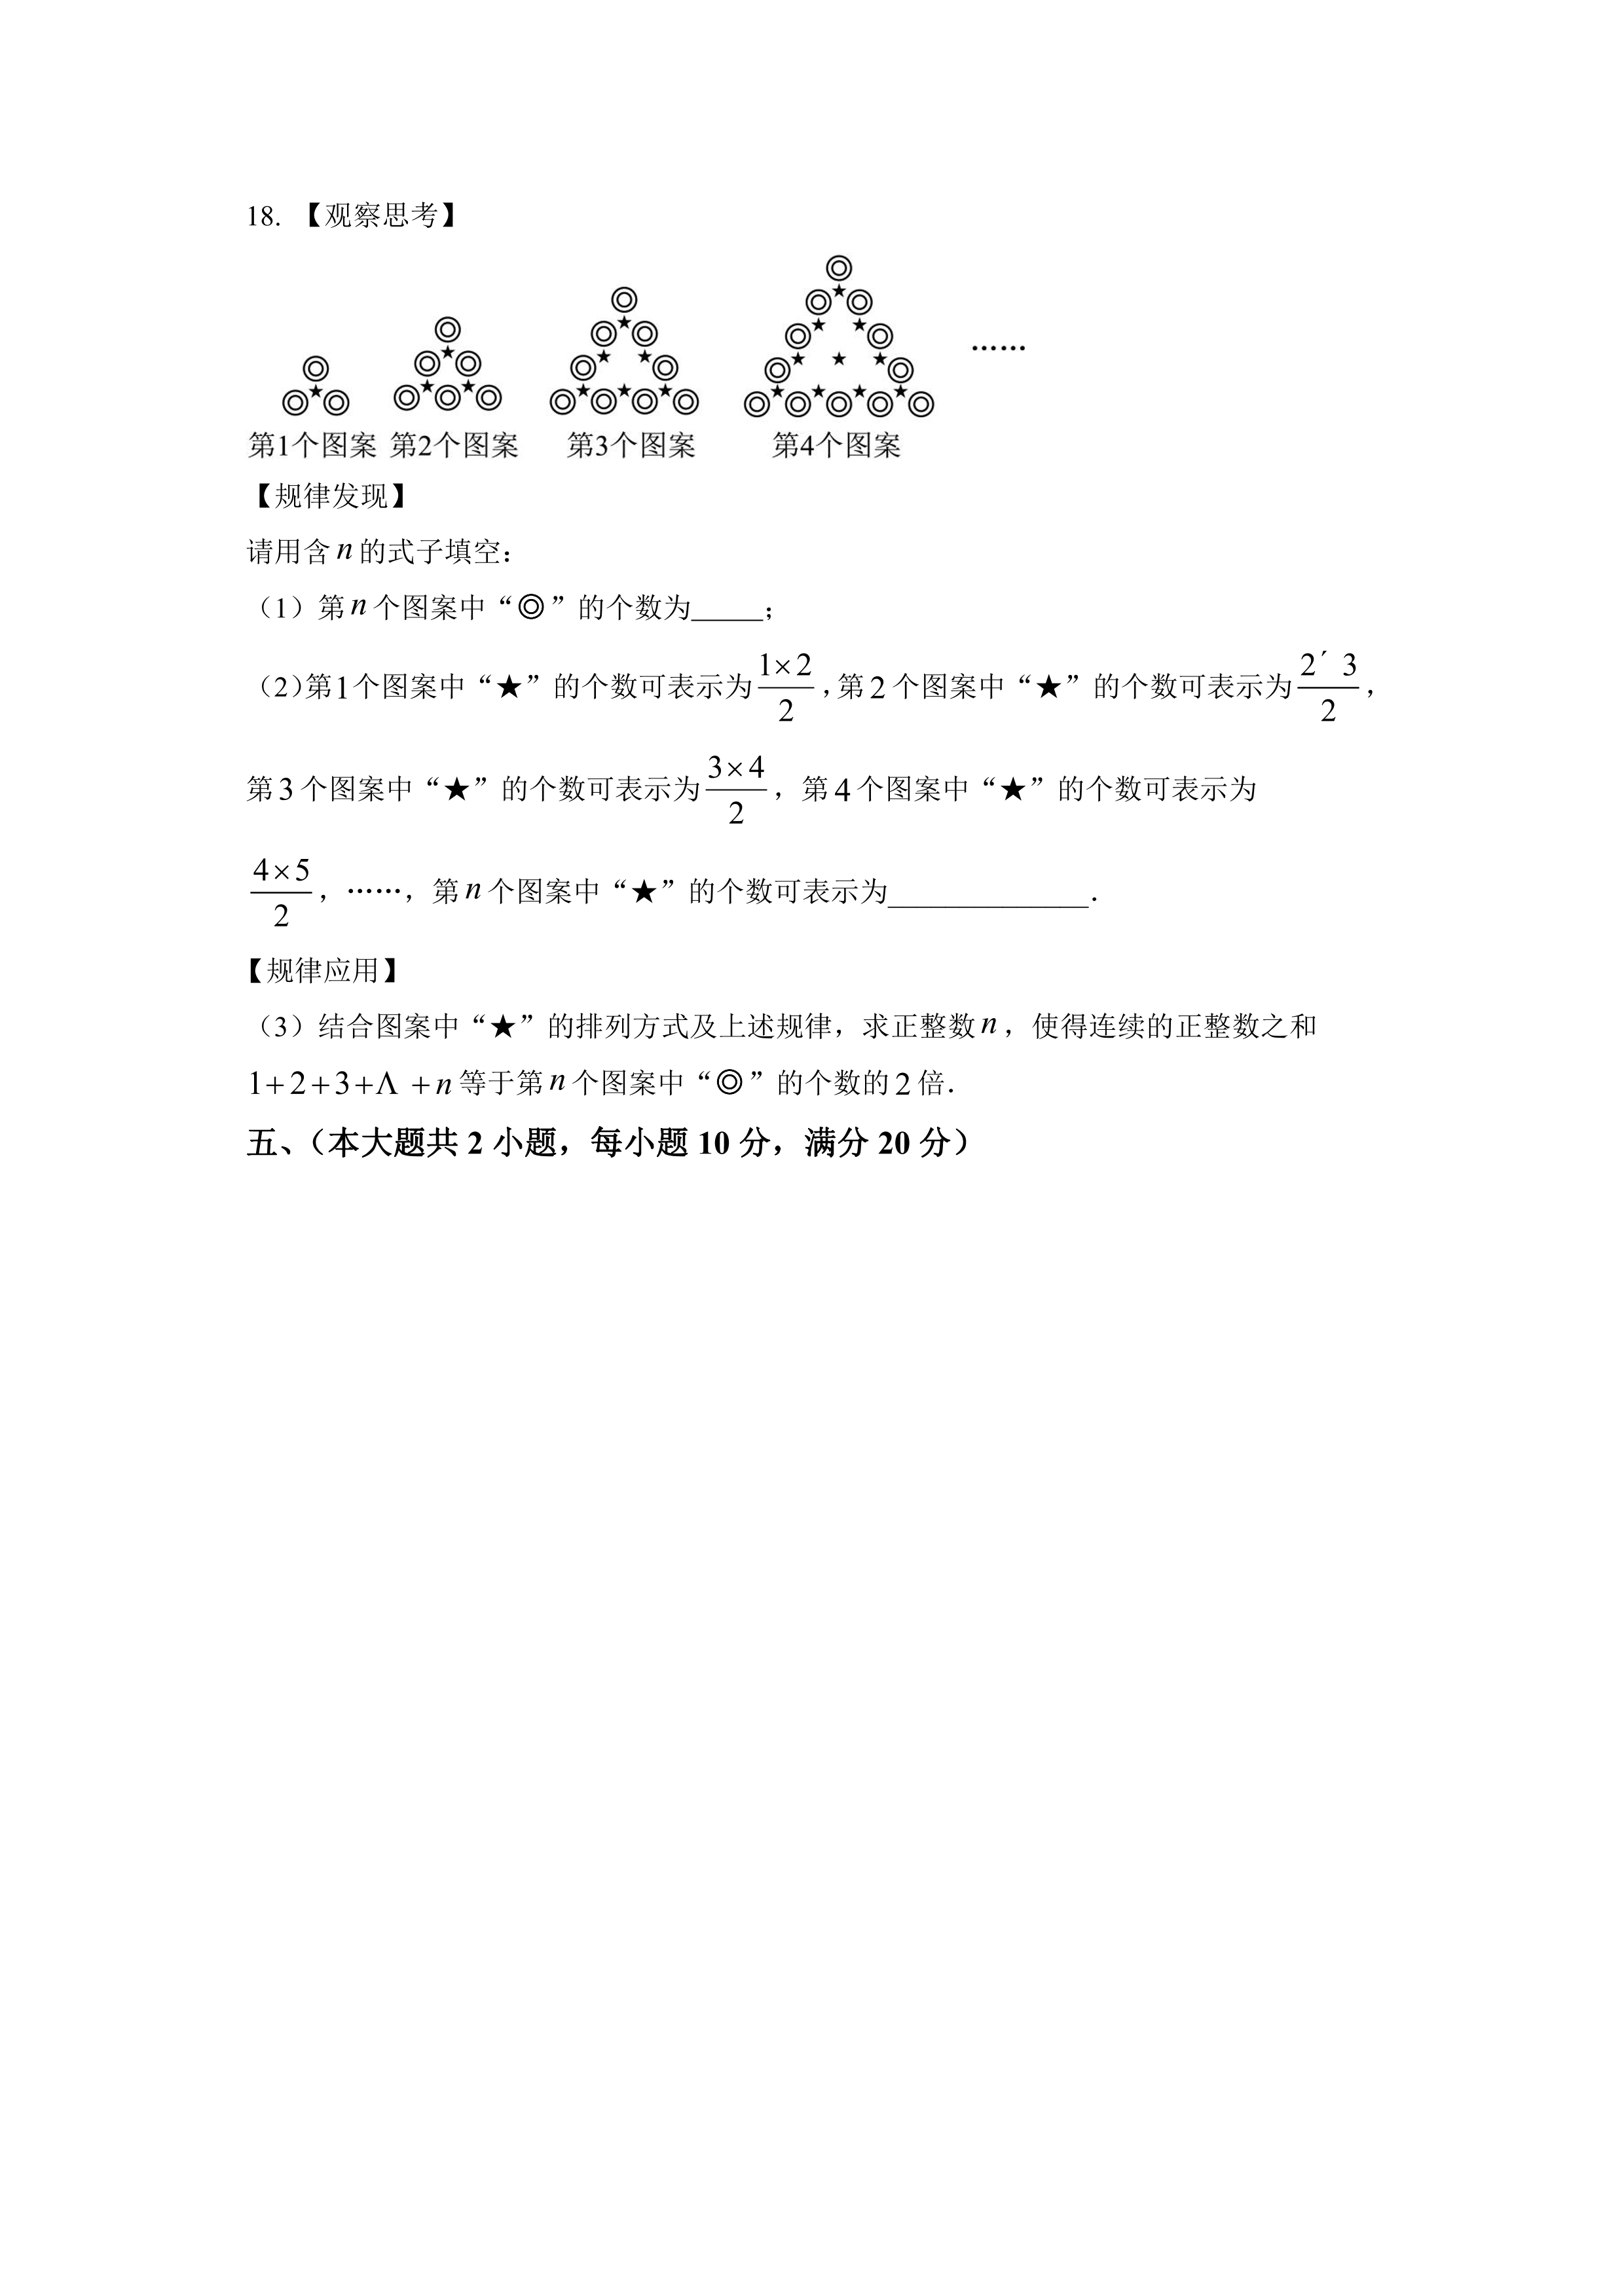 18. 【观察思考】
……
第1个图案 第2个图案 第3个图案 第4个图案
【规律发现】
请用含 n 的式子填空：
（1）第 n 个图案中“◎”的个数为_____；
（2）第1个图案中“★”的个数可表示为 \frac{1×2}{2}，第 2 个图案中“★”的个数可表示为 \frac{2´ 3}{2}，
第 3 个图案中“★”的个数可表示为 \frac{3×4}{2}，第 4 个图案中“★”的个数可表示为
\frac{4×5}{2}，……，第 n 个图案中“★”的个数可表示为______________．
【规律应用】
（3）结合图案中“★”的排列方式及上述规律，求正整数 n，使得连续的正整数之和
1+2+3+Λ +n 等于第 n 个图案中“◎”的个数的 2 倍．
五、（本大题共 2 小题，每小题 10 分，满分 20 分）